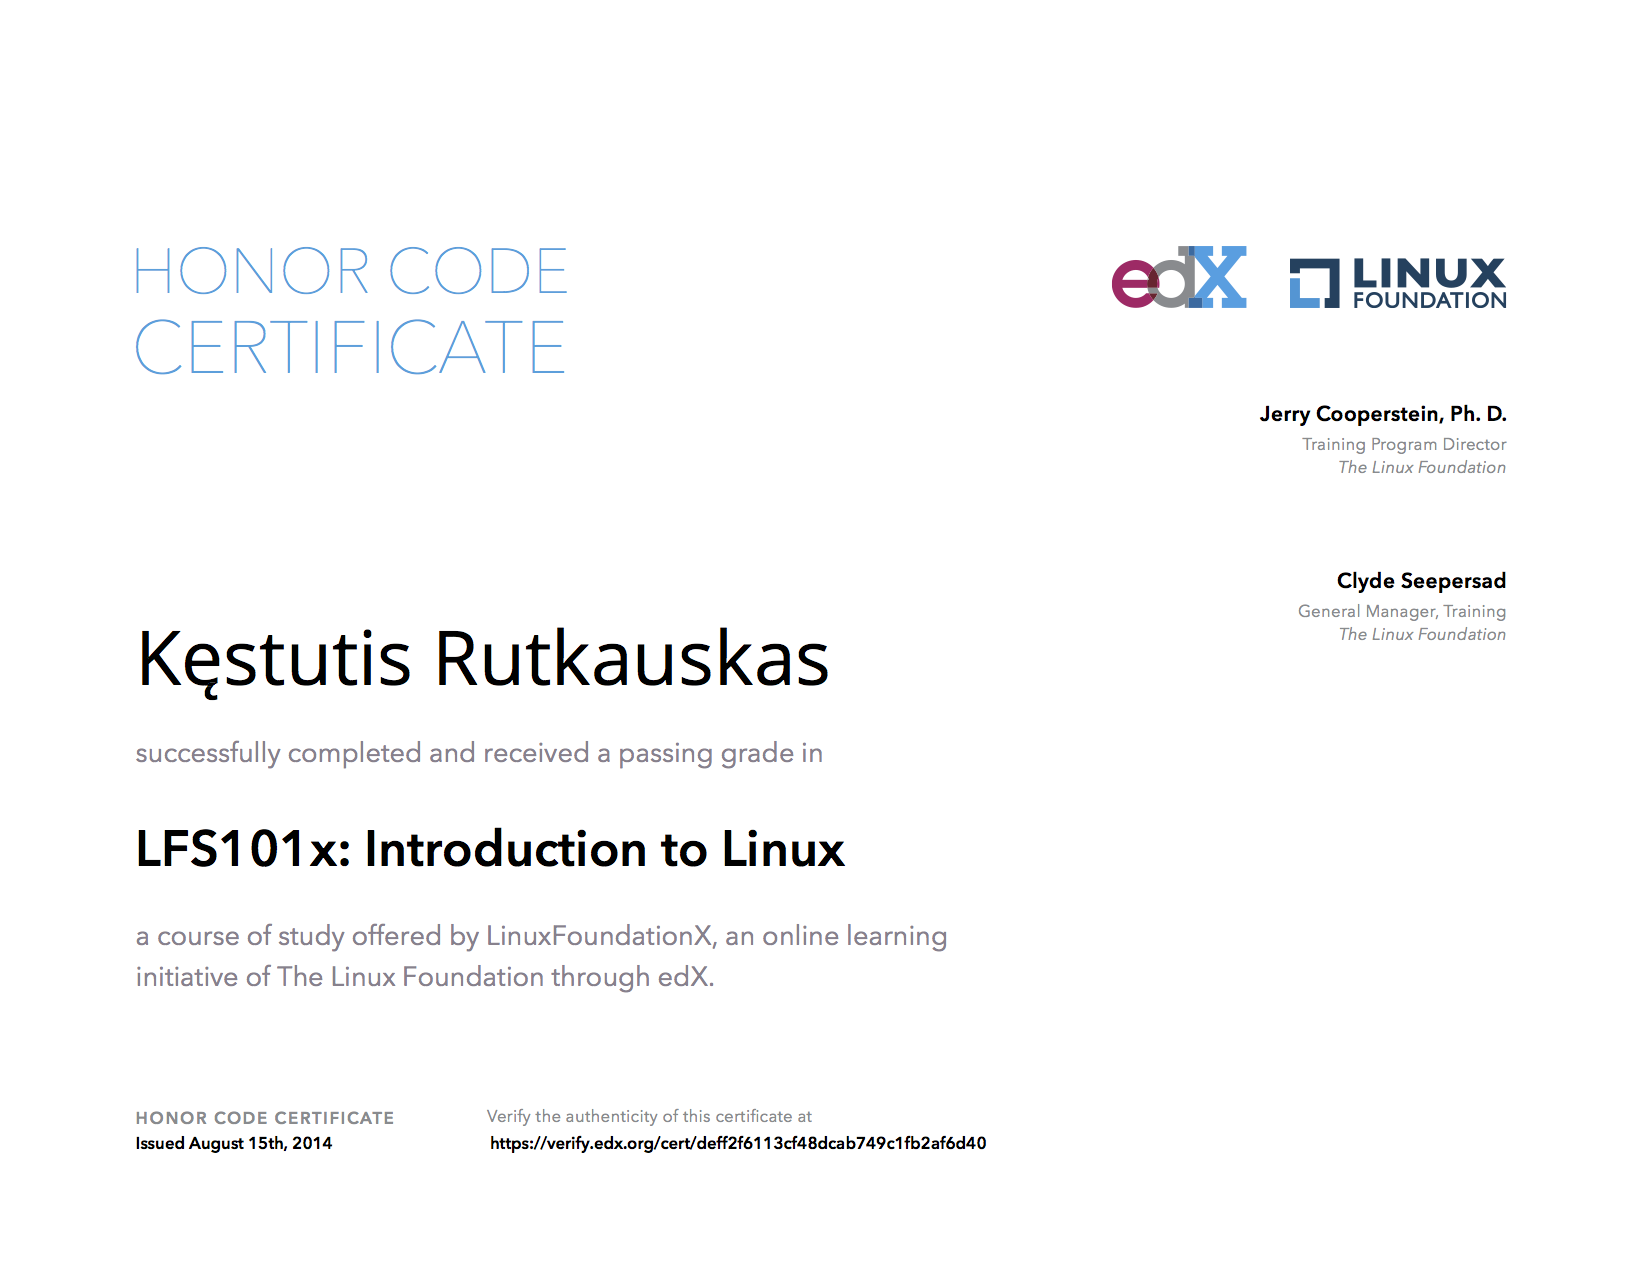 HONOR CODE
CERTIFICATE
edX
LINUX
FOUNDATION
Jerry Cooperstein, Ph. D.
Training Program Director
The Linux Foundation
Clyde Seepersad
General Manager, Training
The Linux Foundation
Kęstutis Rutkauskas
successfully completed and received a passing grade in
LFS101x: Introduction to Linux
a course of study offered by LinuxFoundationX, an online learning
initiative of The Linux Foundation through edX.
HONOR CODE CERTIFICATE
Issued August 15th, 2014
Verify the authenticity of this certificate at
https://verify.edx.org/cert/deff2f6113cf48dcab749c1fb2af6d40